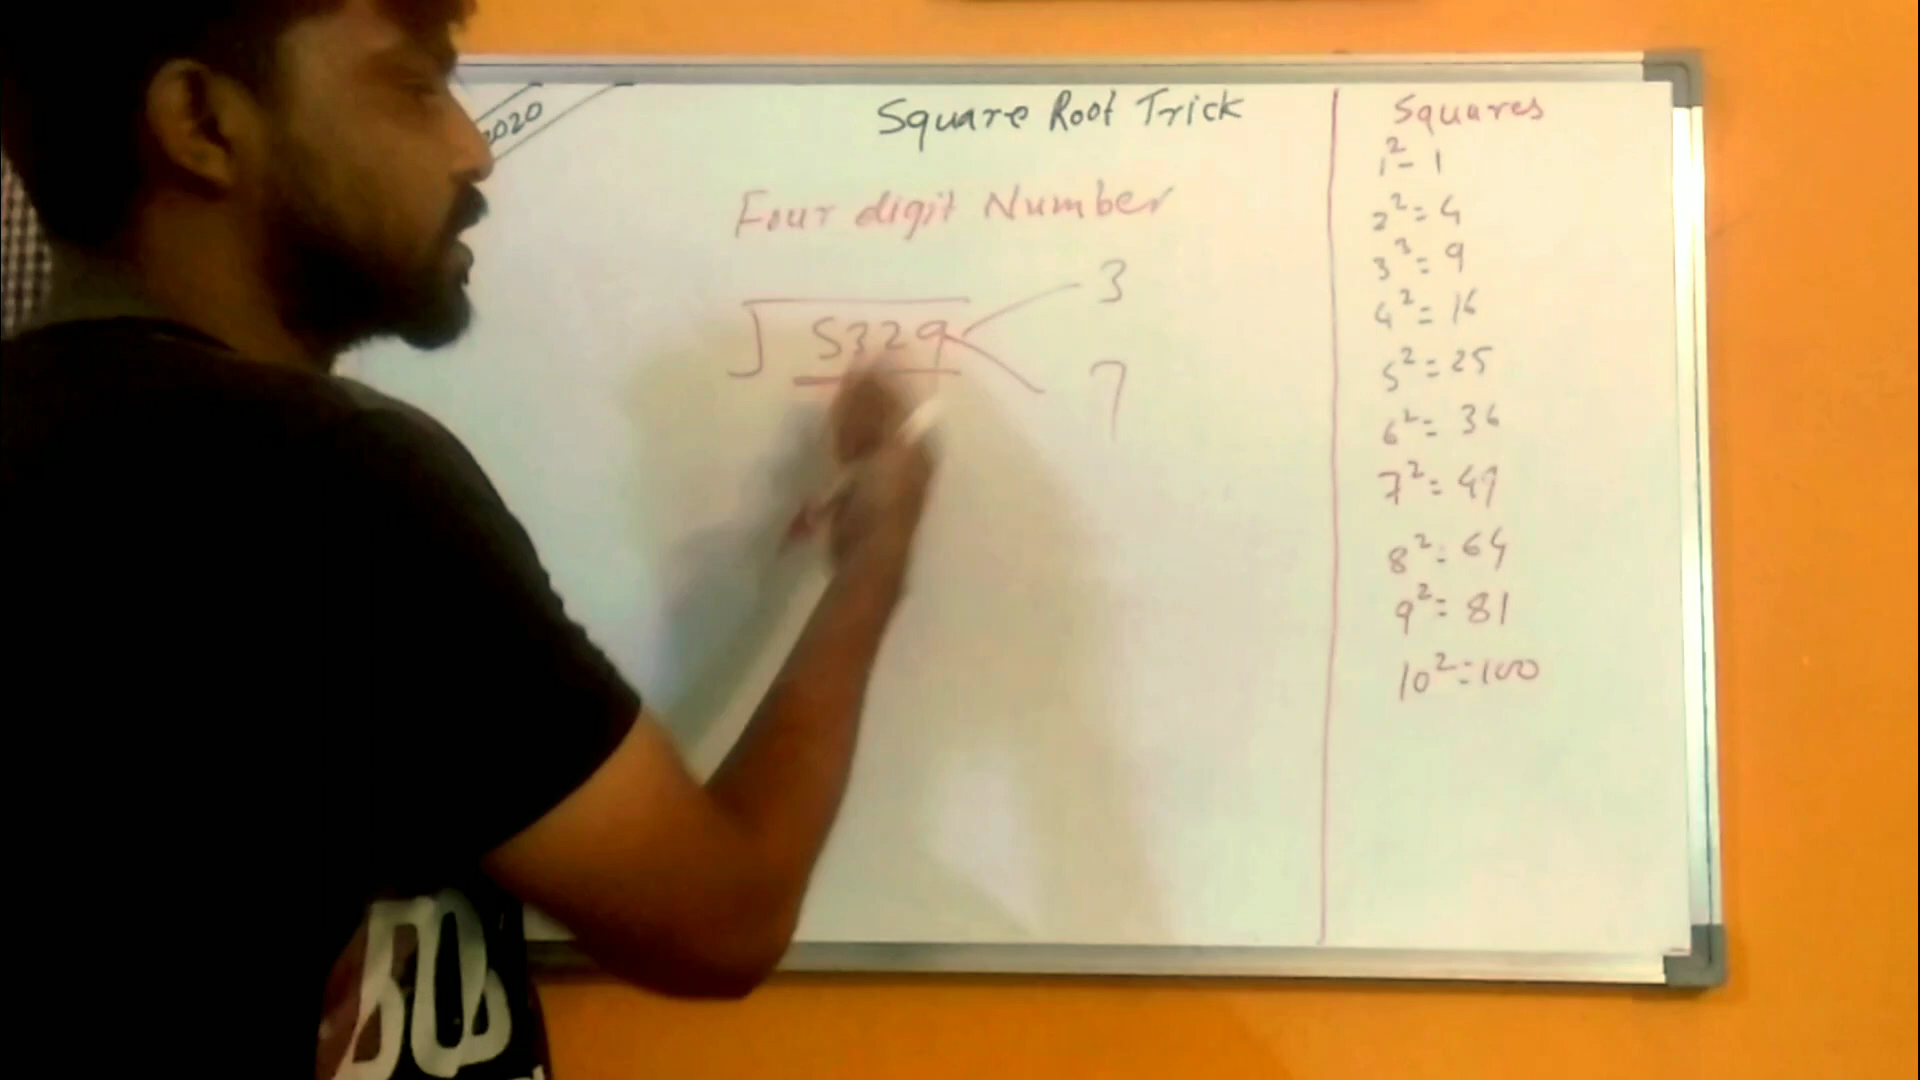 2020
Square Root Trick
Four digit Number
5329
3
7
Squares
1² - 1
2² = 4
3³ = 9
4² = 16
5² = 25
6² = 36
7² = 49
8² = 64
9² = 81
10² = 100